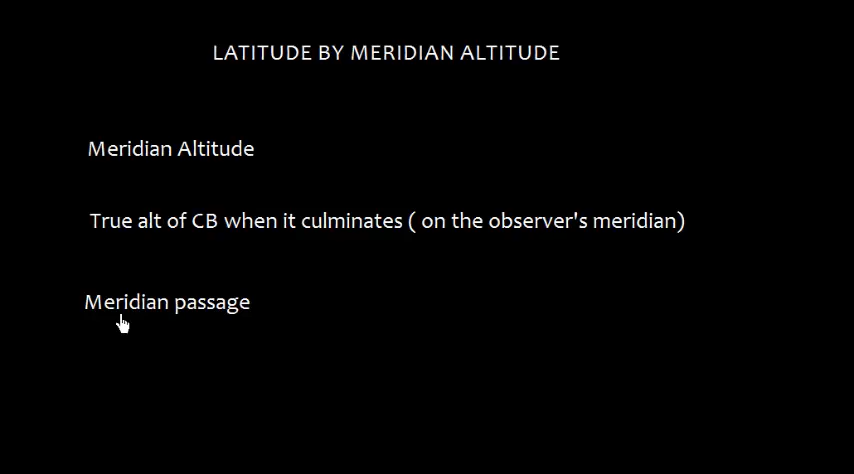 LATITUDE BY MERIDIAN ALTITUDE
Meridian Altitude
True alt of CB when it culminates ( on the observer's meridian)
Meridian passage